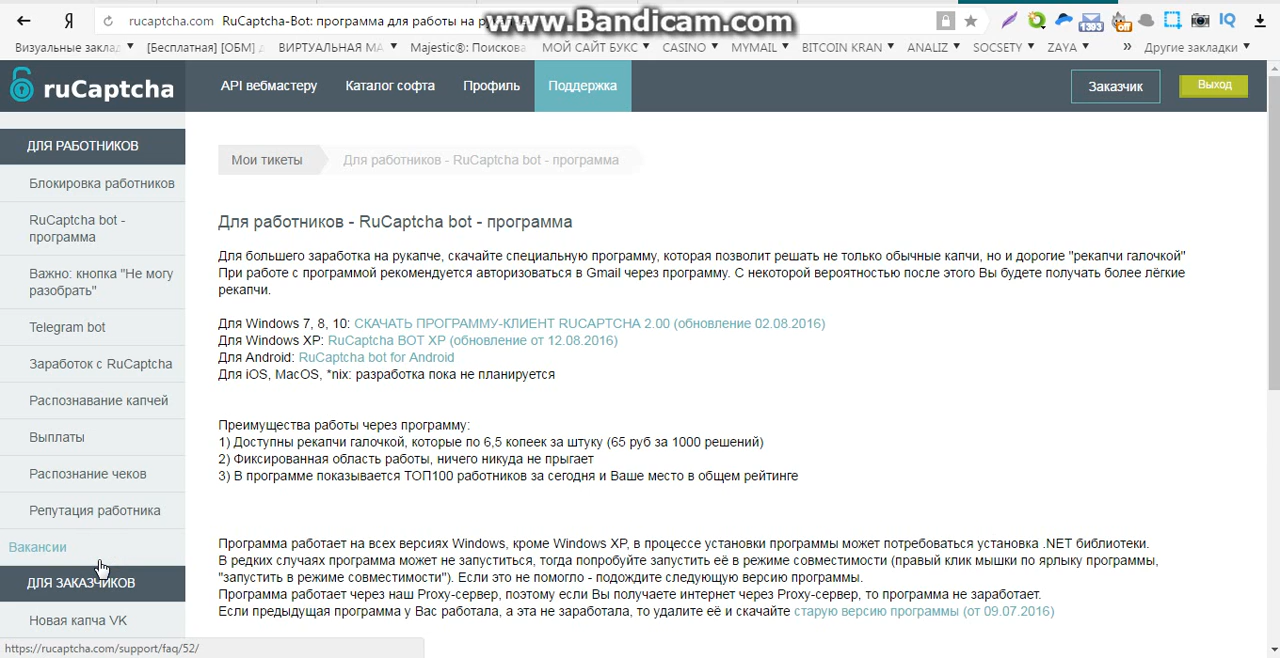 www.Bandicam.com
Я rucaptcha.com RuCaptcha-Bot: программа для работы на
Визуальные заклад [Бесплатная] [ОБМ] ВИРТУАЛЬНАЯ МА Majestic®: Поискова МОЙ САЙТ БУКС CASINO MYMAIL BITCOIN KRAN ANALIZ SOCSETY ZAYA » Другие закладки
ruCaptcha API вебмастеру Каталог софта Профиль Поддержка Заказчик Выход
ДЛЯ РАБОТНИКОВ
Блокировка работников
RuCaptcha bot -
программа
Важно: кнопка "Не могу
разобрать"
Telegram bot
Заработок с RuCaptcha
Распознавание капчей
Выплаты
Распознание чеков
Репутация работника
Вакансии
ДЛЯ ЗАКАЗЧИКОВ
Новая капча VK
https://rucaptcha.com/support/faq/52/
Мои тикеты Для работников - RuCaptcha bot - программа
Для работников - RuCaptcha bot - программа
Для большего заработка на рукапче, скачайте специальную программу, которая позволит решать не только обычные капчи, но и дорогие "рекапчи галочкой"
При работе с программой рекомендуется авторизоваться в Gmail через программу. С некоторой вероятностью после этого Вы будете получать более лёгкие
рекапчи.
Для Windows 7, 8, 10: СКАЧАТЬ ПРОГРАММУ-КЛИЕНТ RUCAPTCHA 2.00 (обновление 02.08.2016)
Для Windows XP: RuCaptcha BOT XP (обновление от 12.08.2016)
Для Android: RuCaptcha bot for Android
Для iOS, MacOS, *nix: разработка пока не планируется
Преимущества работы через программу:
1) Доступны рекапчи галочкой, которые по 6,5 копеек за штуку (65 руб за 1000 решений)
2) Фиксированная область работы, ничего никуда не прыгает
3) В программе показывается ТОП100 работников за сегодня и Ваше место в общем рейтинге
Программа работает на всех версиях Windows, кроме Windows XP, в процессе установки программы может потребоваться установка .NET библиотеки.
В редких случаях программа может не запуститься, тогда попробуйте запустить её в режиме совместимости (правый клик мышки по ярлыку программы,
"запустить в режиме совместимости"). Если это не помогло - подождите следующую версию программы.
Программа работает через наш Proxy-сервер, поэтому если Вы получаете интернет через Proxy-сервер, то программа не заработает.
Если предыдущая программа у Вас работала, а эта не заработала, то удалите её и скачайте старую версию программы (от 09.07.2016)